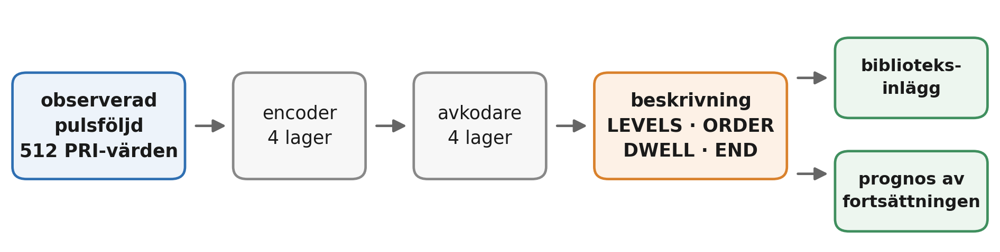 observerad
pulsföljd
512 PRI-värden
encoder
4 lager
avkodare
4 lager
beskrivning
LEVELS · ORDER
DWELL · END
biblioteks-
inlägg
prognos av
fortsättningen